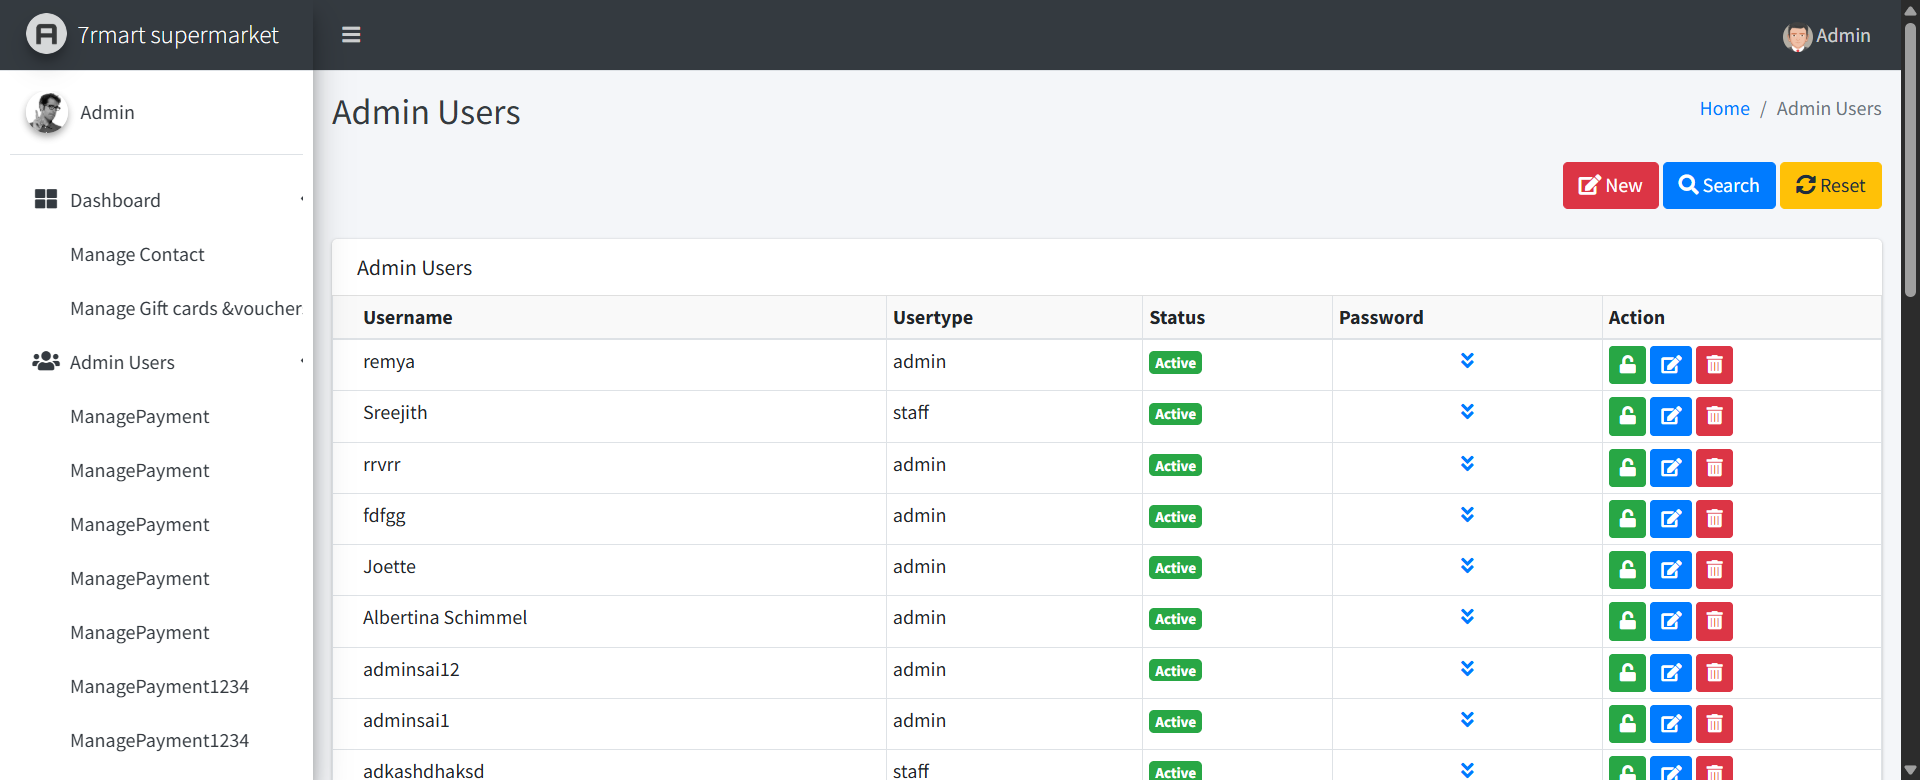 7rmart supermarket
Admin
Admin
Admin Users
Home / Admin Users
New Search Reset
Dashboard
Manage Contact
Manage Gift cards &voucher
Admin Users
ManagePayment
ManagePayment
ManagePayment
ManagePayment
ManagePayment
ManagePayment1234
ManagePayment1234
Admin Users
Username Usertype Status Password Action
remya admin Active
Sreejith staff Active
rrvrr admin Active
fdfgg admin Active
Joette admin Active
Albertina Schimmel admin Active
adminsai12 admin Active
adminsai1 admin Active
adkashdhaksd staff Active